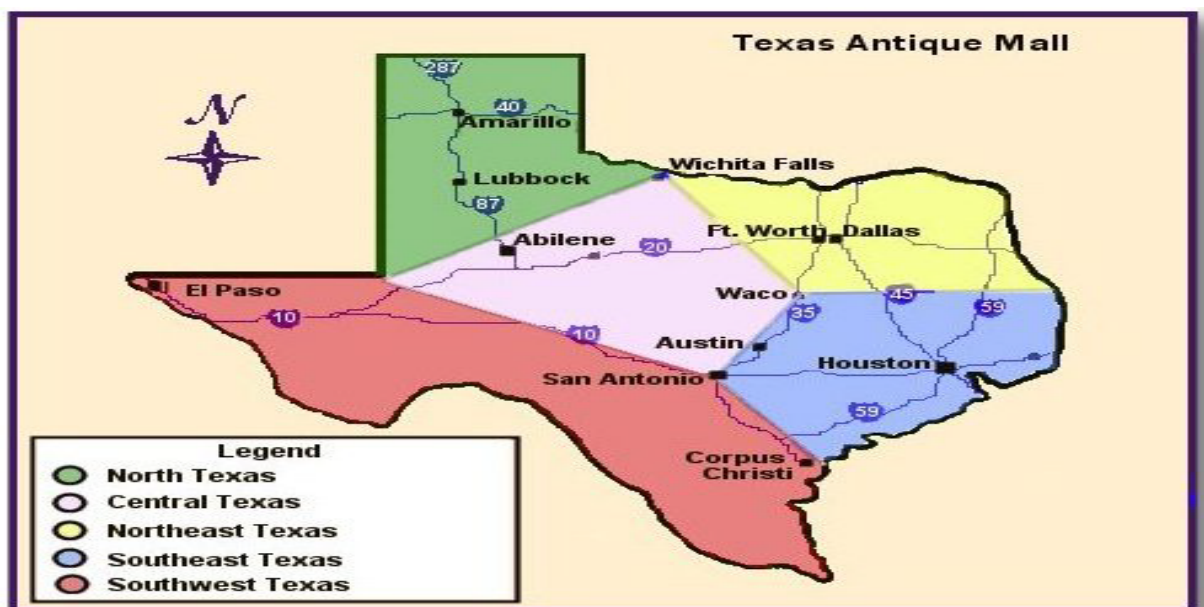 Texas Antique Mall
287
N
40
Amarillo
Wichita Falls
Lubbock
87
Ft. Worth Dallas
Abilene
20
El Paso
Waco
45
59
10
35
10
Austin
Houston
San Antonio
59
Corpus
Christi
Legend
North Texas
Central Texas
Northeast Texas
Southeast Texas
Southwest Texas